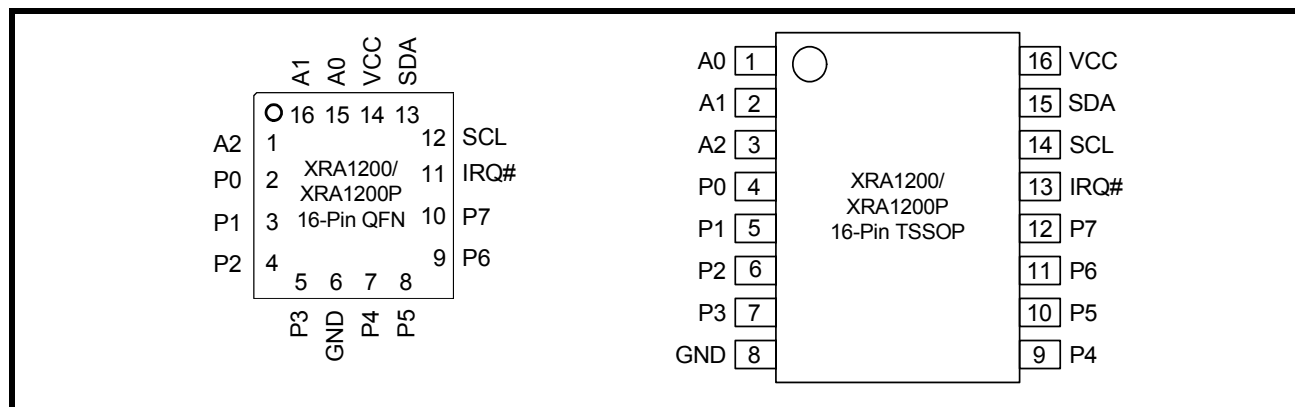 A1 A0 VCC SDA
16 15 14 13
A2 1
P0 2
P1 3
P2 4
XRA1200/
XRA1200P
16-Pin QFN
12 SCL
11 IRQ#
10 P7
9 P6
5 6 7 8
P3 GND P4 P5
A0 1
A1 2
A2 3
P0 4
P1 5
P2 6
P3 7
GND 8
XRA1200/
XRA1200P
16-Pin TSSOP
16 VCC
15 SDA
14 SCL
13 IRQ#
12 P7
11 P6
10 P5
9 P4